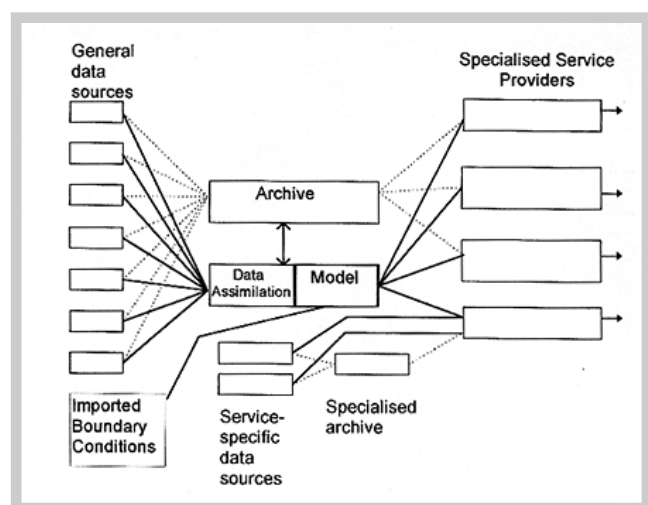 General
data
sources
Specialised Service
Providers
Archive
Data
Assimilation
Model
Imported
Boundary
Conditions
Service-
specific
data
sources
Specialised
archive